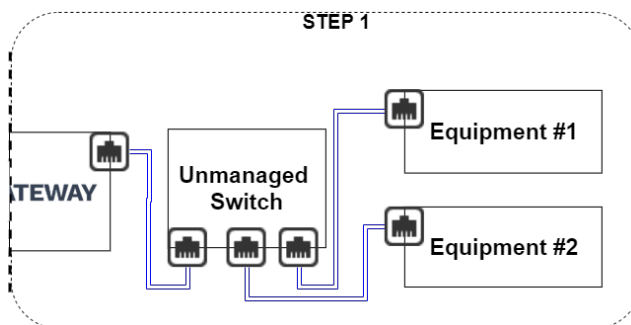 STEP 1
ATEWAY
Unmanaged
Switch
Equipment #1
Equipment #2